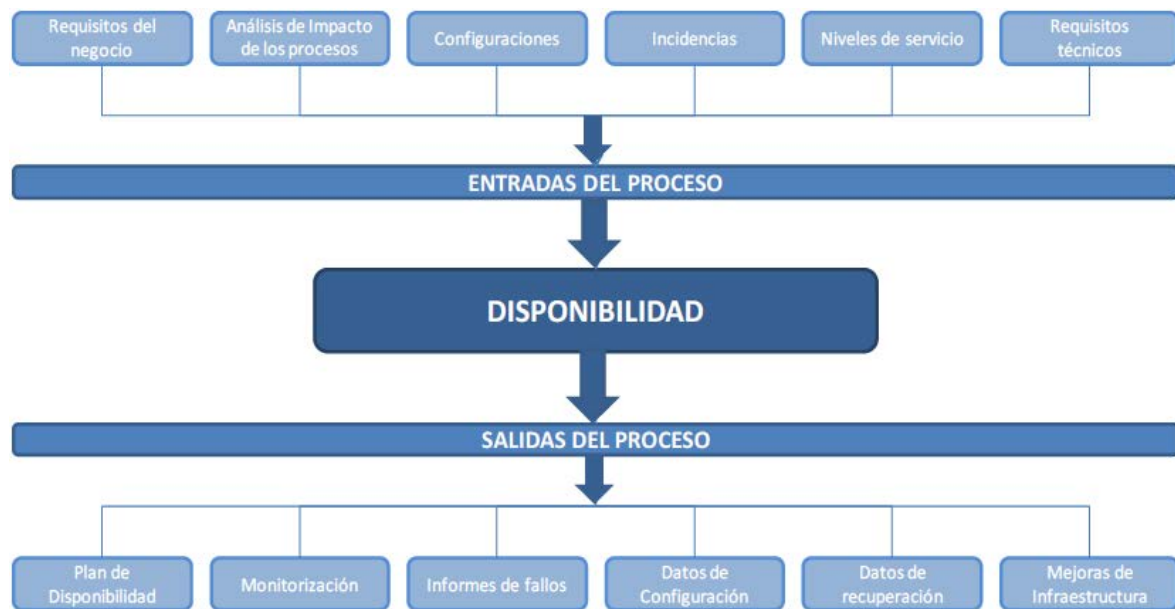 Requisitos del
negocio
Análisis de Impacto
de los procesos
Configuraciones
Incidencias
Niveles de servicio
Requisitos
técnicos
ENTRADAS DEL PROCESO
DISPONIBILIDAD
SALIDAS DEL PROCESO
Plan de
Disponibilidad
Monitorización
Informes de fallos
Datos de
Configuración
Datos de
recuperación
Mejoras de
Infraestructura